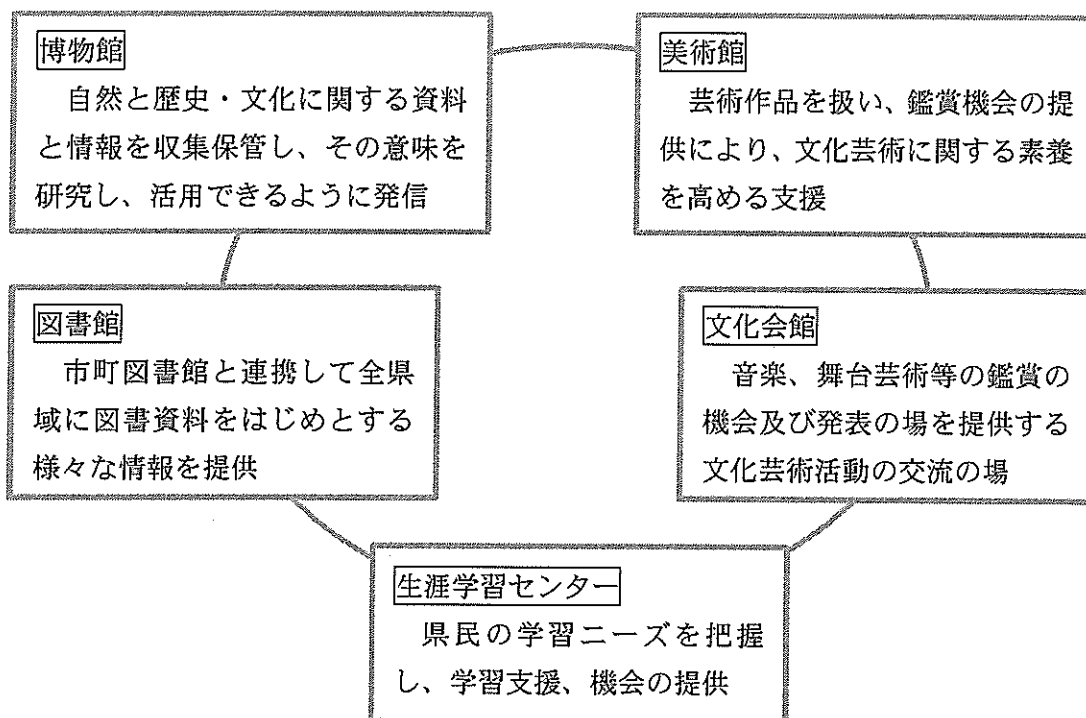 博物館
自然と歴史・文化に関する資料
と情報を収集保管し、その意味を
研究し、活用できるように発信
美術館
芸術作品を扱い、鑑賞機会の提
供により、文化芸術に関する素養
を高める支援
図書館
市町図書館と連携して全県
域に図書資料をはじめとする
様々な情報を提供
文化会館
音楽、舞台芸術等の鑑賞の
機会及び発表の場を提供する
文化芸術活動の交流の場
生涯学習センター
県民の学習ニーズを把握
し、学習支援、機会の提供